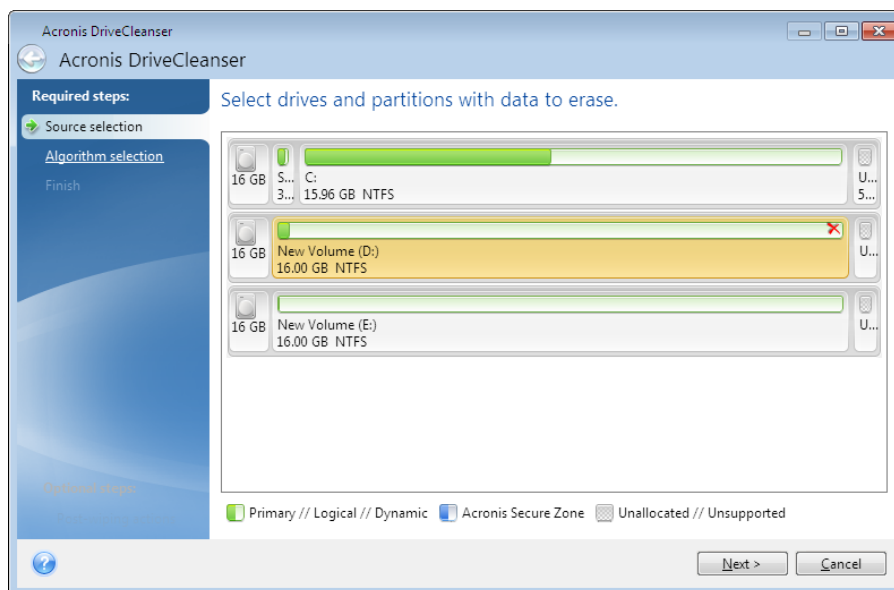 Acronis DriveCleanser
Acronis DriveCleanser
Required steps:
Source selection
Algorithm selection
Finish
Optional steps:
Select drives and partitions with data to erase.
16 GB
S...
3...
C:
15.96 GB NTFS
U...
5...
16 GB
New Volume (D:)
16.00 GB NTFS
U...
16 GB
New Volume (E:)
16.00 GB NTFS
U...
Primary // Logical // Dynamic
Acronis Secure Zone
Unallocated // Unsupported
?
Next >
Cancel